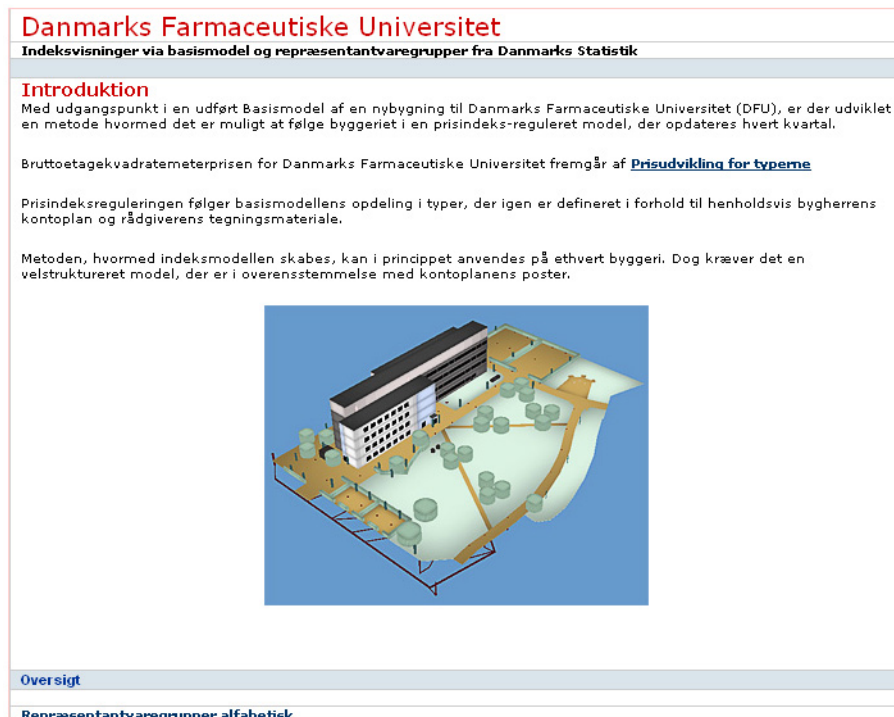 Danmarks Farmaceutiske Universitet
Indeksvisninger via basismodel og repræsentantvaregrupper fra Danmarks Statistik
Introduktion
Med udgangspunkt i en udført Basismodel af en nybygning til Danmarks Farmaceutiske Universitet (DFU), er der udviklet
en metode hvormed det er muligt at følge byggeriet i en prisindeks-reguleret model, der opdateres hvert kvartal.
Bruttoetagekvadratemeterprisen for Danmarks Farmaceutiske Universitet fremgår af Prisudvikling for typerne
Prisindeksreguleringen følger basismodellens opdeling i typer, der igen er defineret i forhold til henholdsvis bygherrens
kontoplan og rådgiverens tegningsmateriale.
Metoden, hvormed indeksmodellen skabes, kan i princippet anvendes på ethvert byggeri. Dog kræver det en
velstruktureret model, der er i overensstemmelse med kontoplanens poster.
Oversigt
Repræsentantvaregrupper alfabetisk